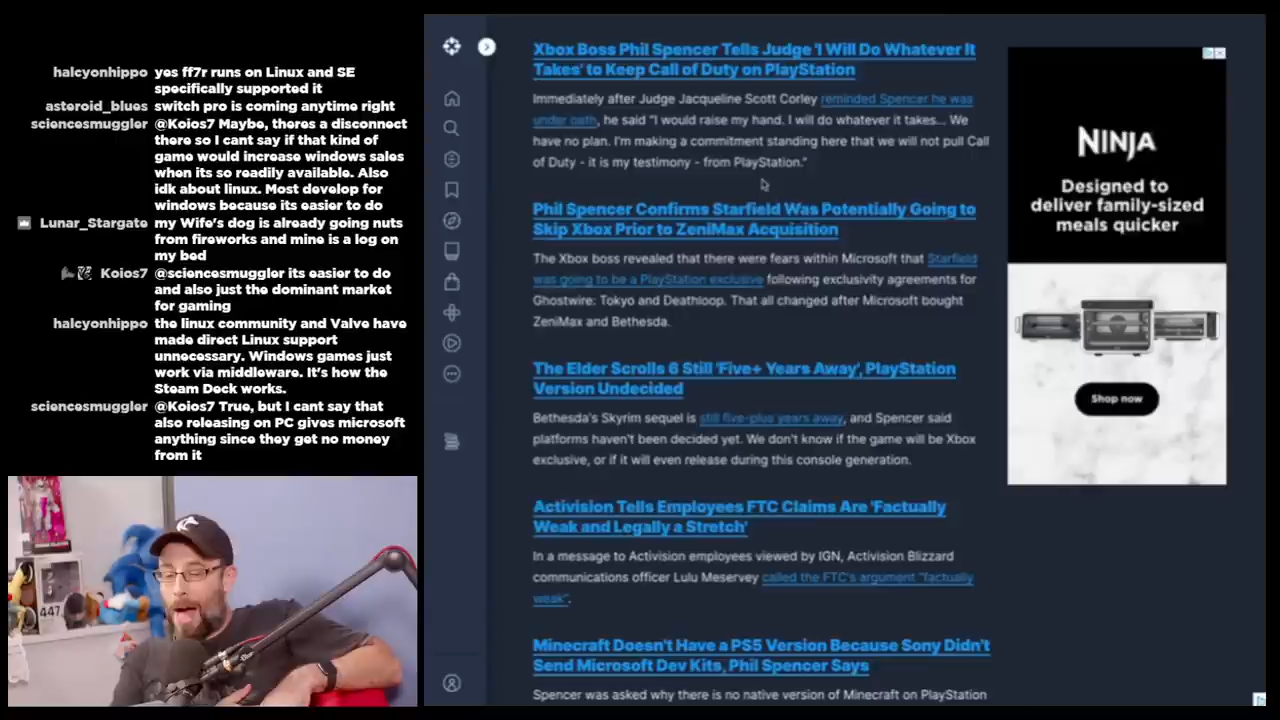 halcyonhippo yes ff7r runs on Linux and SE
specifically supported it
asteroid_blues switch pro is coming anytime right
sciencesmuggler @Koios7 Maybe, theres a disconnect
there so I cant say if that kind of
game would increase windows sales
when its so readily available. Also
idk about linux. Most develop for
windows because its easier to do
Lunar_Stargate my Wife's dog is already going nuts
from fireworks and mine is a log on
my bed
Koios7 @sciencesmuggler its easier to do
and also just the dominant market
for gaming
halcyonhippo the linux community and Valve have
made direct Linux support
unnecessary. Windows games just
work via middleware. It's how the
Steam Deck works.
sciencesmuggler @Koios7 True, but I cant say that
also releasing on PC gives microsoft
anything since they get no money
from it
447
Xbox Boss Phil Spencer Tells Judge 'I Will Do Whatever It
Takes' to Keep Call of Duty on PlayStation
Immediately after Judge Jacqueline Scott Corley reminded Spencer he was
under oath, he said "I would raise my hand. I will do whatever it takes... We
have no plan. I'm making a commitment standing here that we will not pull Call
of Duty - it is my testimony - from PlayStation."
Phil Spencer Confirms Starfield Was Potentially Going to
Skip Xbox Prior to ZeniMax Acquisition
The Xbox boss revealed that there were fears within Microsoft that Starfield
was going to be a PlayStation exclusive following exclusivity agreements for
Ghostwire: Tokyo and Deathloop. That all changed after Microsoft bought
ZeniMax and Bethesda.
The Elder Scrolls 6 Still 'Five+ Years Away', PlayStation
Version Undecided
Bethesda's Skyrim sequel is still five-plus years away, and Spencer said
platforms haven't been decided yet. We don't know if the game will be Xbox
exclusive, or if it will even release during this console generation.
Activision Tells Employees FTC Claims Are 'Factually
Weak and Legally a Stretch'
In a message to Activision employees viewed by IGN, Activision Blizzard
communications officer Lulu Meservey called the FTC's argument "factually
weak".
Minecraft Doesn't Have a PS5 Version Because Sony Didn't
Send Microsoft Dev Kits, Phil Spencer Says
Spencer was asked why there is no native version of Minecraft on PlayStation
NINJA
Designed to
deliver family-sized
meals quicker
Shop now